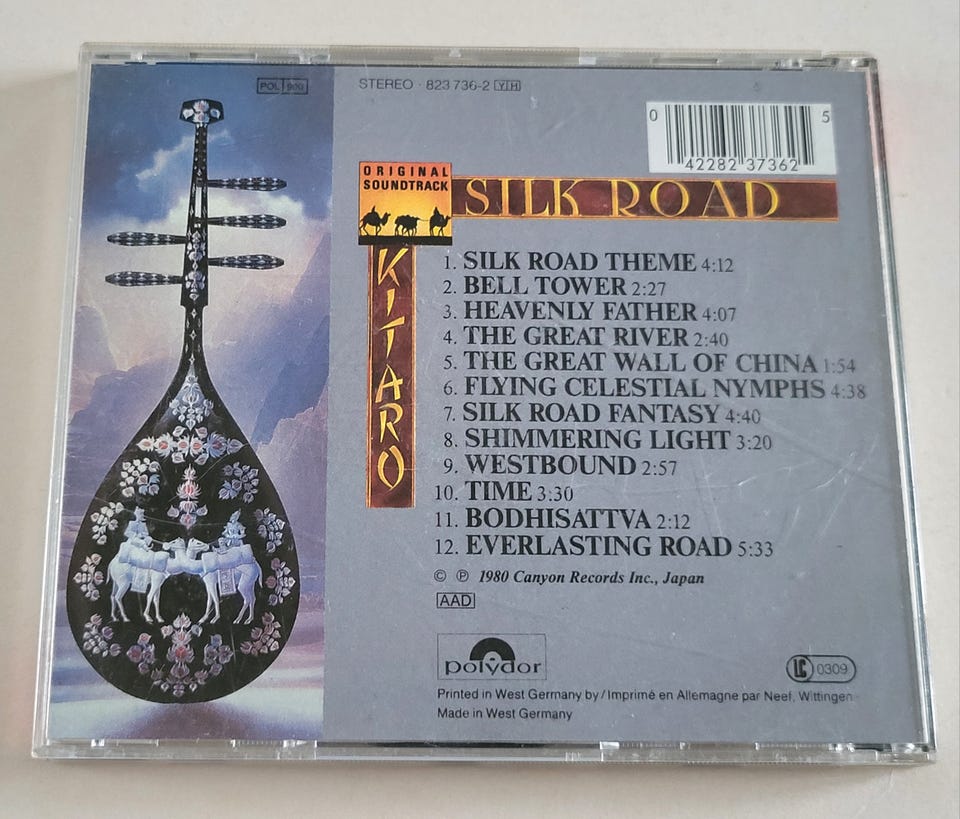 POL 900
STEREO · 823 736-2 YH
0 42282 37362 5
ORIGINAL
SOUNDTRACK
SILK ROAD
KITARO
1. SILK ROAD THEME 4:12
2. BELL TOWER 2:27
3. HEAVENLY FATHER 4:07
4. THE GREAT RIVER 2:40
5. THE GREAT WALL OF CHINA 1:54
6. FLYING CELESTIAL NYMPHS 4:38
7. SILK ROAD FANTASY 4:40
8. SHIMMERING LIGHT 3:20
9. WESTBOUND 2:57
10. TIME 3:30
11. BODHISATTVA 2:12
12. EVERLASTING ROAD 5:33
© ℗ 1980 Canyon Records Inc., Japan
AAD
polydor
LC 0309
Printed in West Germany by / Imprimé en Allemagne par Neef, Wittingen
Made in West Germany